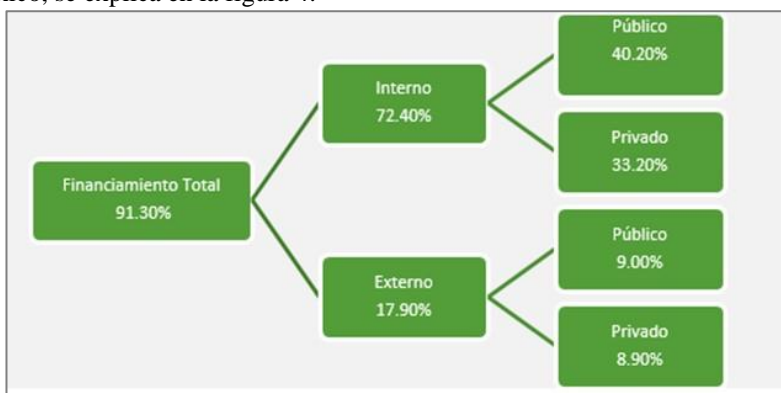 se explica en la figura
Público
40.20%
Interno
72.40%
Privado
33.20%
Financiamiento Total
91.30%
Público
9.00%
Externo
17.90%
Privado
8.90%